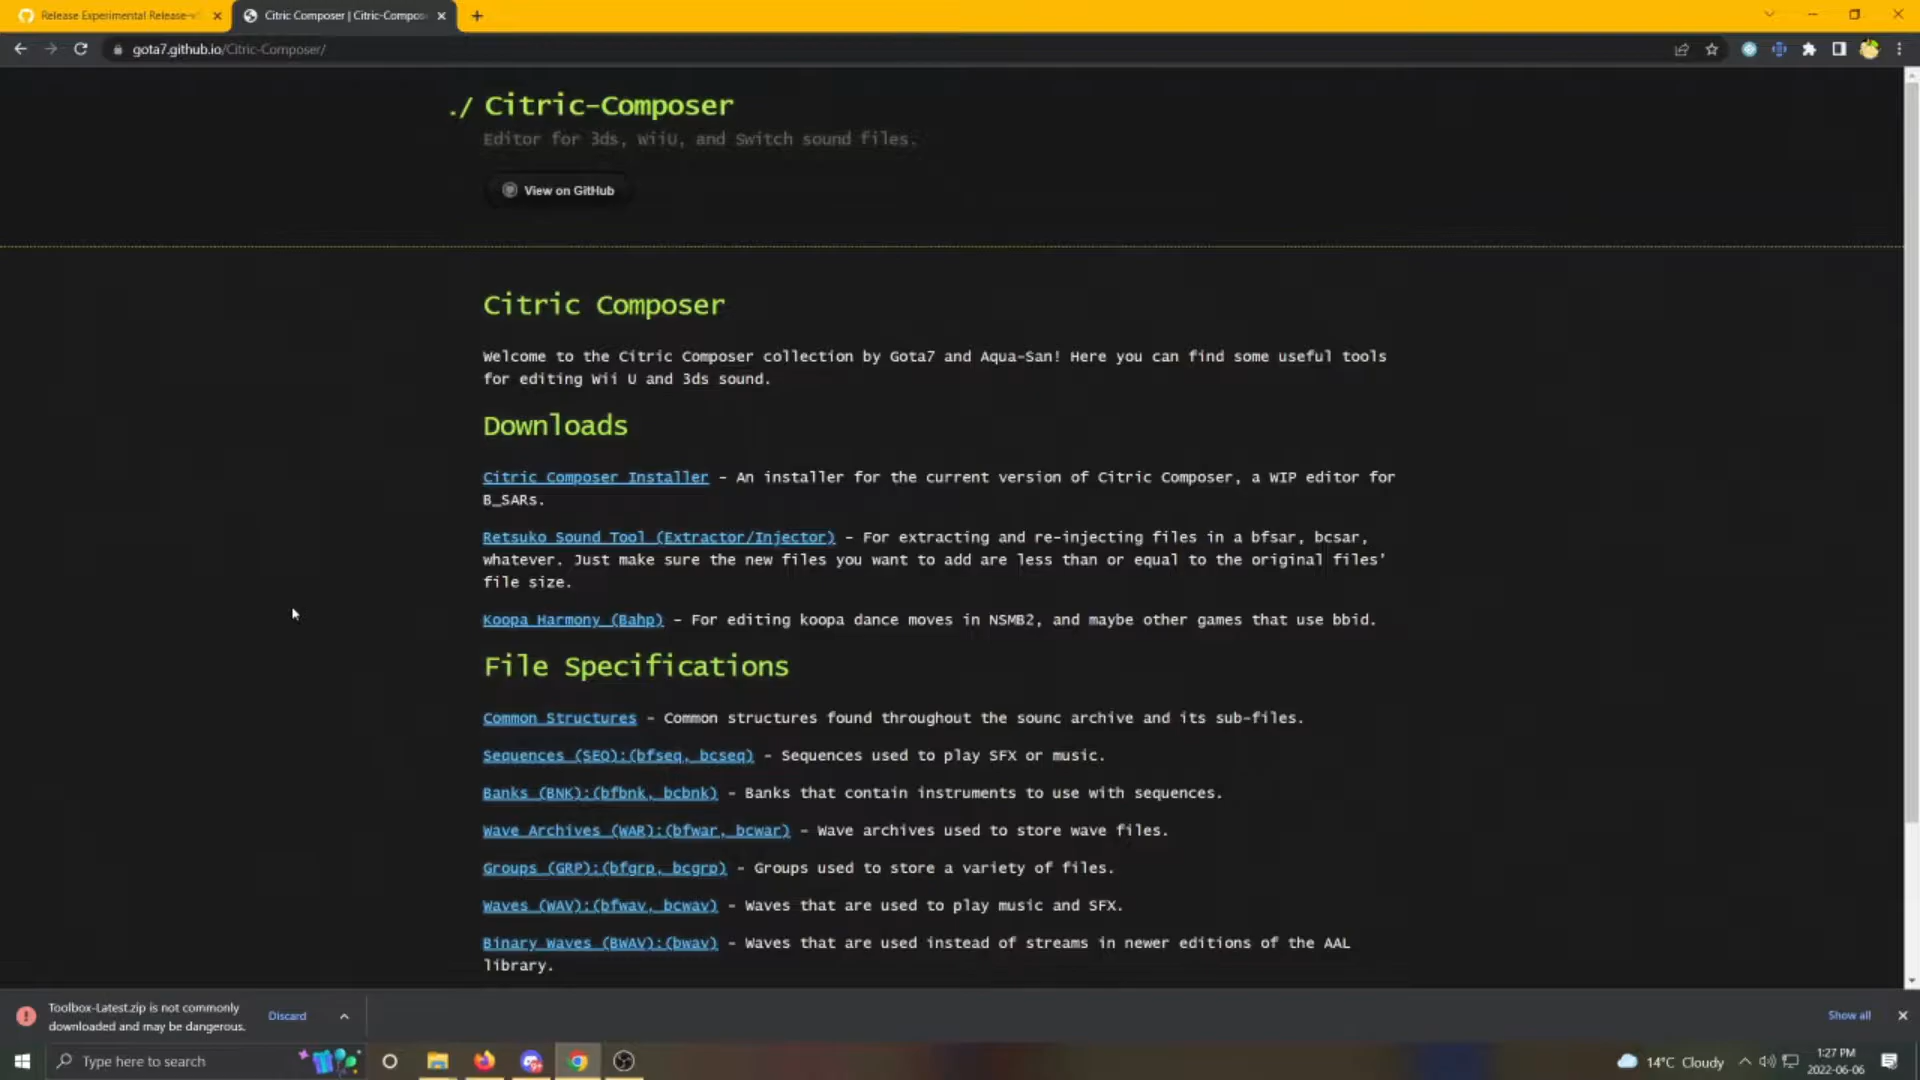 Release Experimental Release-v
Citric Composer | Citric-Compos
gota7.github.io/Citric-Composer/
./ Citric-Composer
Editor for 3ds, WiiU, and Switch sound files.
View on GitHub
Citric Composer
Welcome to the Citric Composer collection by Gota7 and Aqua-San! Here you can find some useful tools
for editing Wii U and 3ds sound.
Downloads
Citric Composer Installer - An installer for the current version of Citric Composer, a WIP editor for
B_SARs.
Retsuko Sound Tool (Extractor/Injector) - For extracting and re-injecting files in a bfsar, bcsar,
whatever. Just make sure the new files you want to add are less than or equal to the original files'
file size.
Koopa Harmony (Bahp) - For editing koopa dance moves in NSMB2, and maybe other games that use bbid.
File Specifications
Common Structures - Common structures found throughout the sounc archive and its sub-files.
Sequences (SEQ):(bfseq, bcseq) - Sequences used to play SFX or music.
Banks (BNK):(bfbnk, bcbnk) - Banks that contain instruments to use with sequences.
Wave Archives (WAR):(bfwar, bcwar) - Wave archives used to store wave files.
Groups (GRP):(bfgrp, bcgrp) - Groups used to store a variety of files.
Waves (WAV):(bfwav, bcwav) - Waves that are used to play music and SFX.
Binary Waves (BWAV):(bwav) - Waves that are used instead of streams in newer editions of the AAL
library.
Toolbox-Latest.zip is not commonly
downloaded and may be dangerous.
Discard
Show all
Type here to search
14°C Cloudy
1:27 PM
2022-06-06